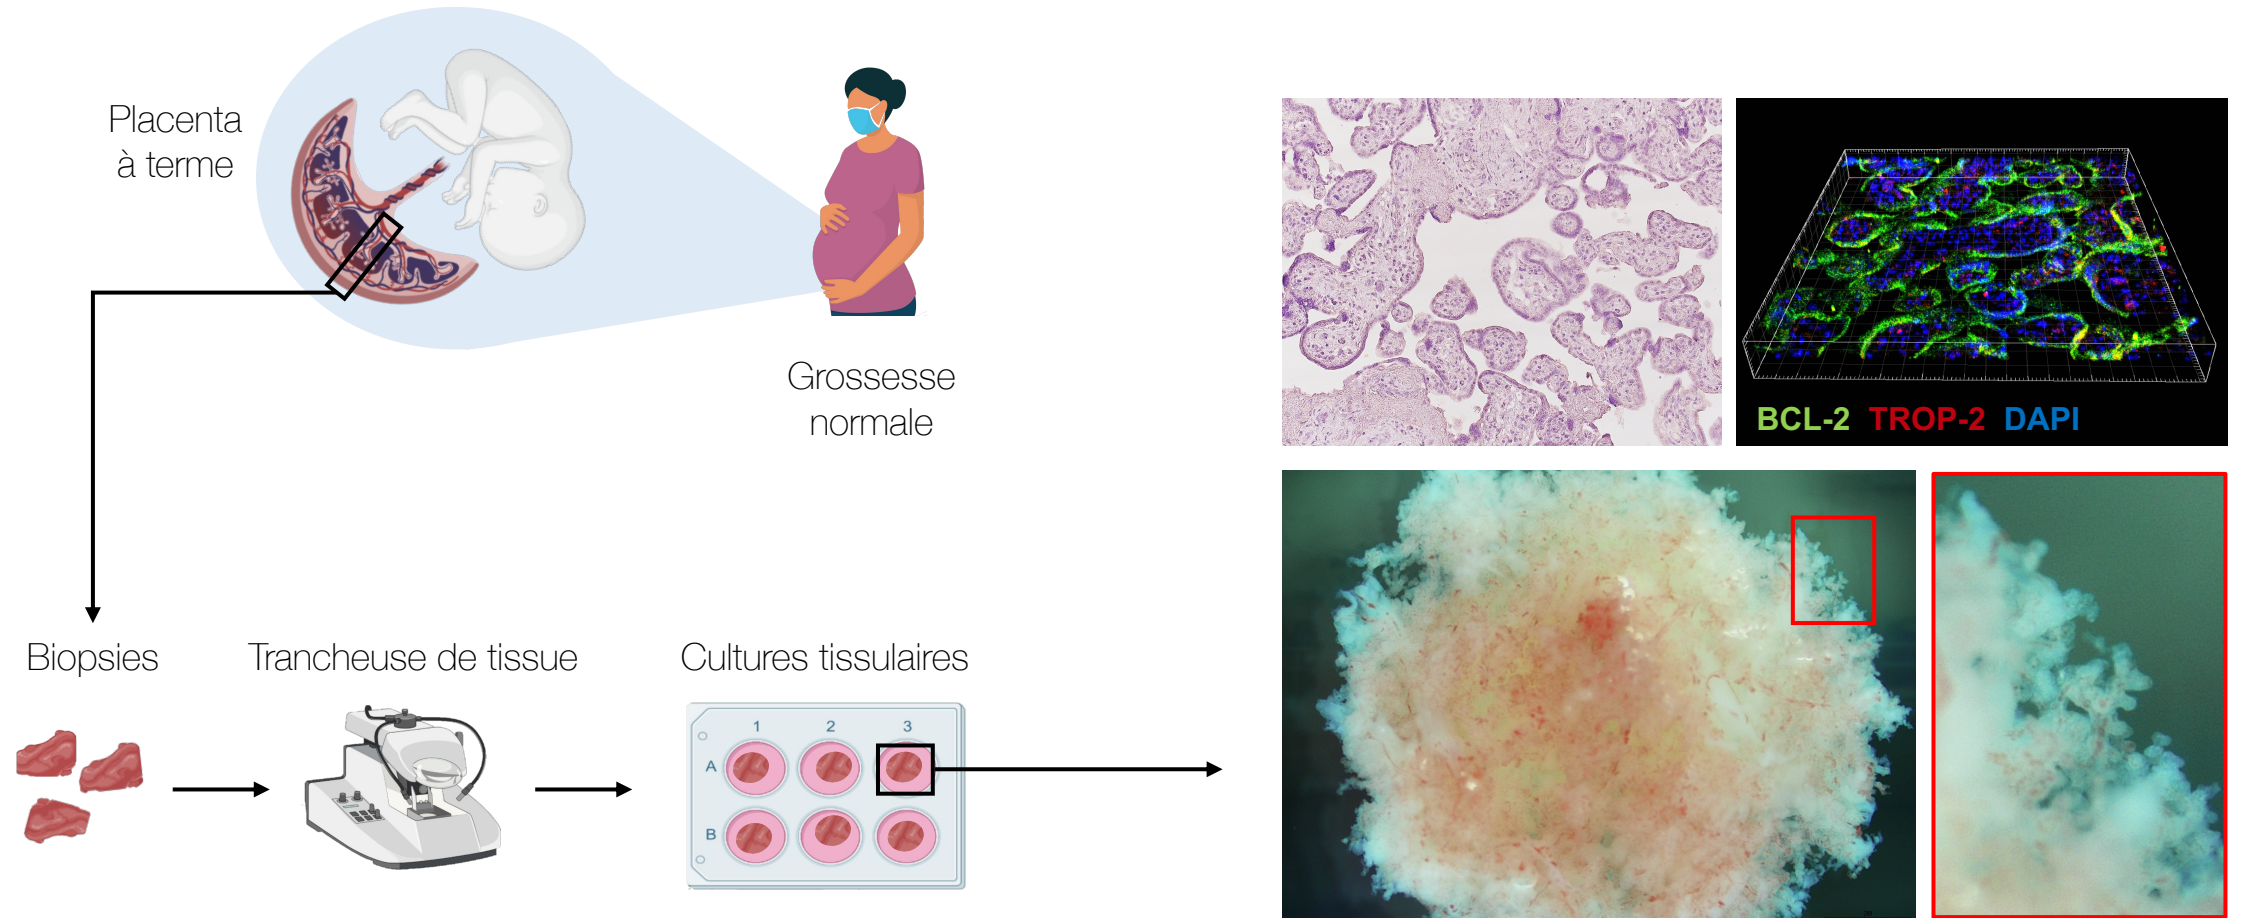 Placenta
à terme
Grossesse
normale
BCL-2 TROP-2 DAPI
Biopsies
Trancheuse de tissue
Cultures tissulaires
1 2 3
A
B